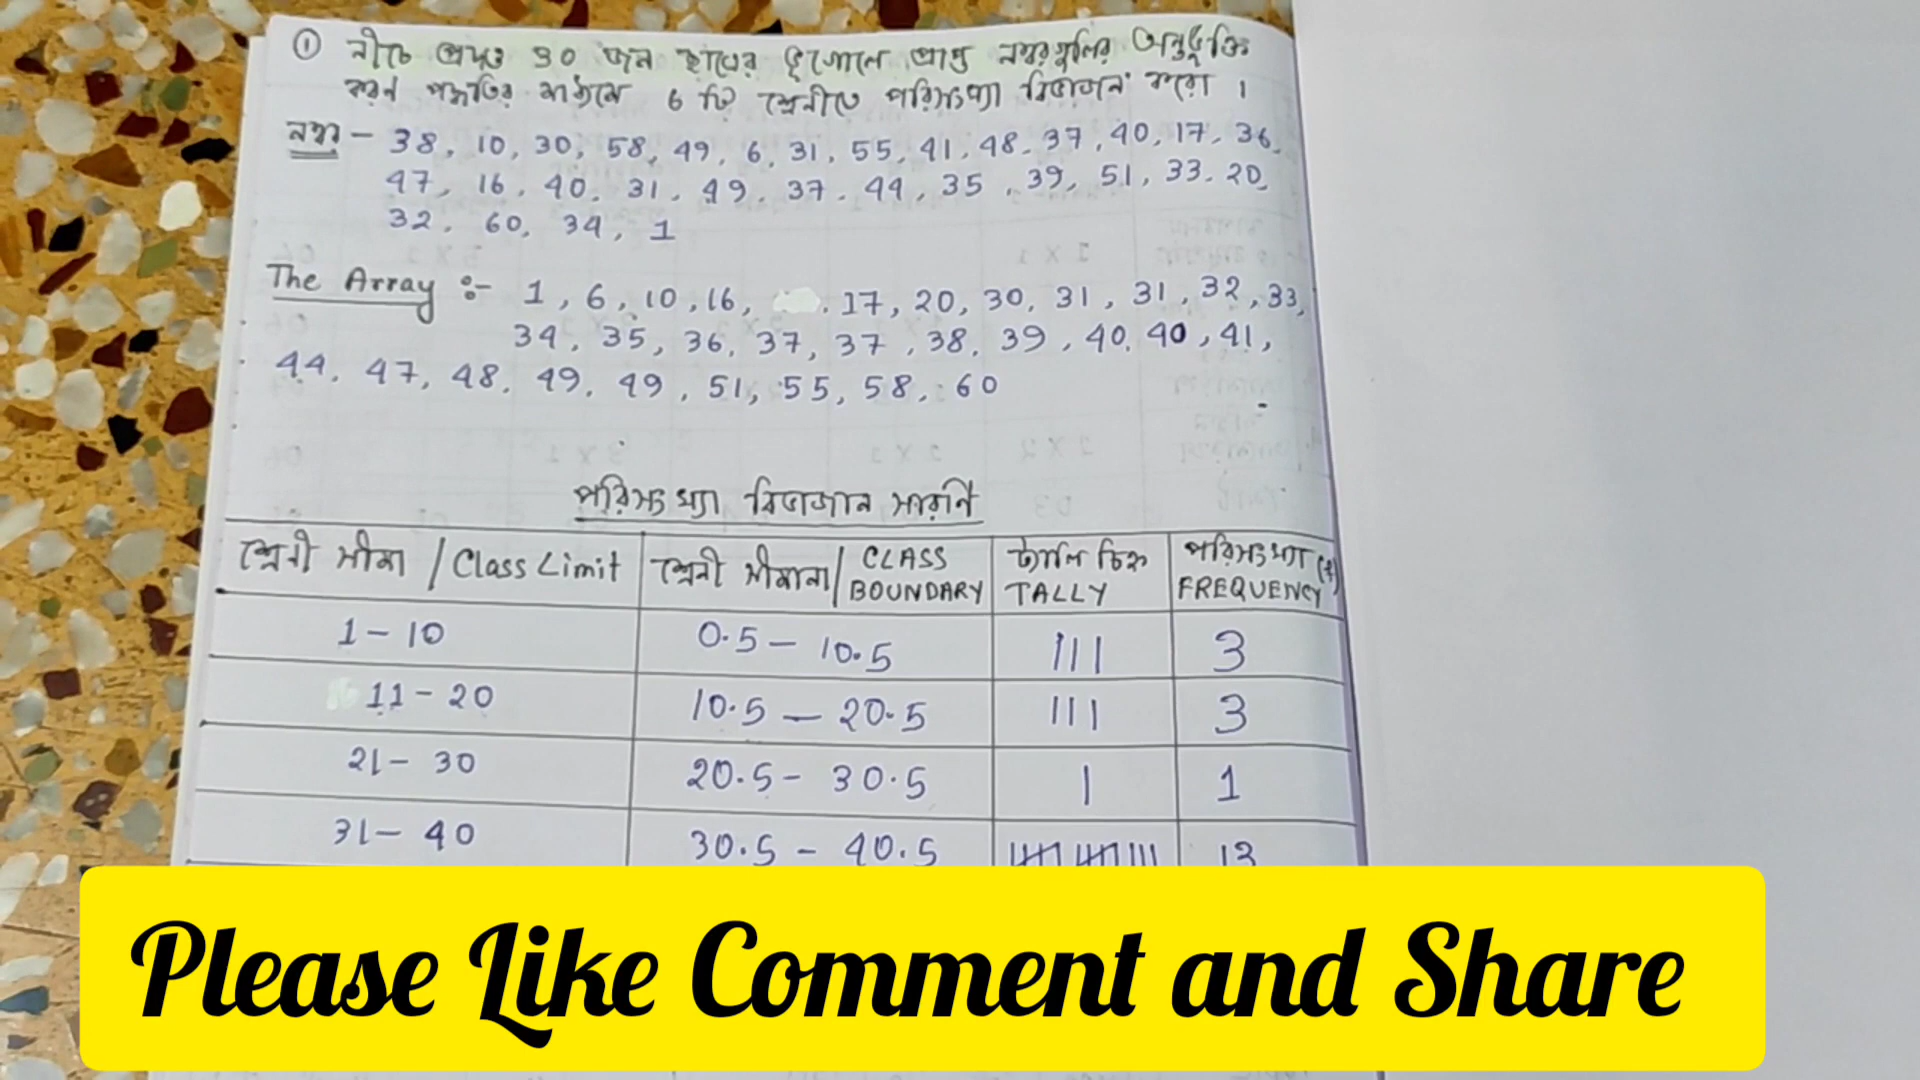 ① নীচে প্রদত্ত 30 জন ছাত্রের ভূগোলে প্রাপ্ত নম্বরগুলির অন্তর্ভুক্তি
করণ পদ্ধতির মাধ্যমে 6 টি শ্রেনীতে পরিসংখ্যা বিভাজন করো ।
নম্বর – 38, 10, 30, 58, 49, 6, 31, 55, 41, 48, 37, 40, 17, 36,
47, 16, 40, 31, 49, 37, 44, 35, 39, 51, 33, 20,
32, 60, 34, 1
The Array :- 1, 6, 10, 16, 17, 20, 30, 31, 31, 32, 33,
34, 35, 36, 37, 37, 38, 39, 40, 40, 41,
44, 47, 48, 49, 49, 51, 55, 58, 60
পরিসংখ্যা বিভাজান সারনি
শ্রেনী সীমা / Class Limit শ্রেনী সীমানা / CLASS BOUNDARY ট্যালি চিহ্ন TALLY পরিসংখ্যা (f) FREQUENCY
1 – 10 0.5 – 10.5 III 3
11 – 20 10.5 – 20.5 III 3
21 – 30 20.5 – 30.5 I 1
31 – 40 30.5 – 40.5 13
Please Like Comment and Share